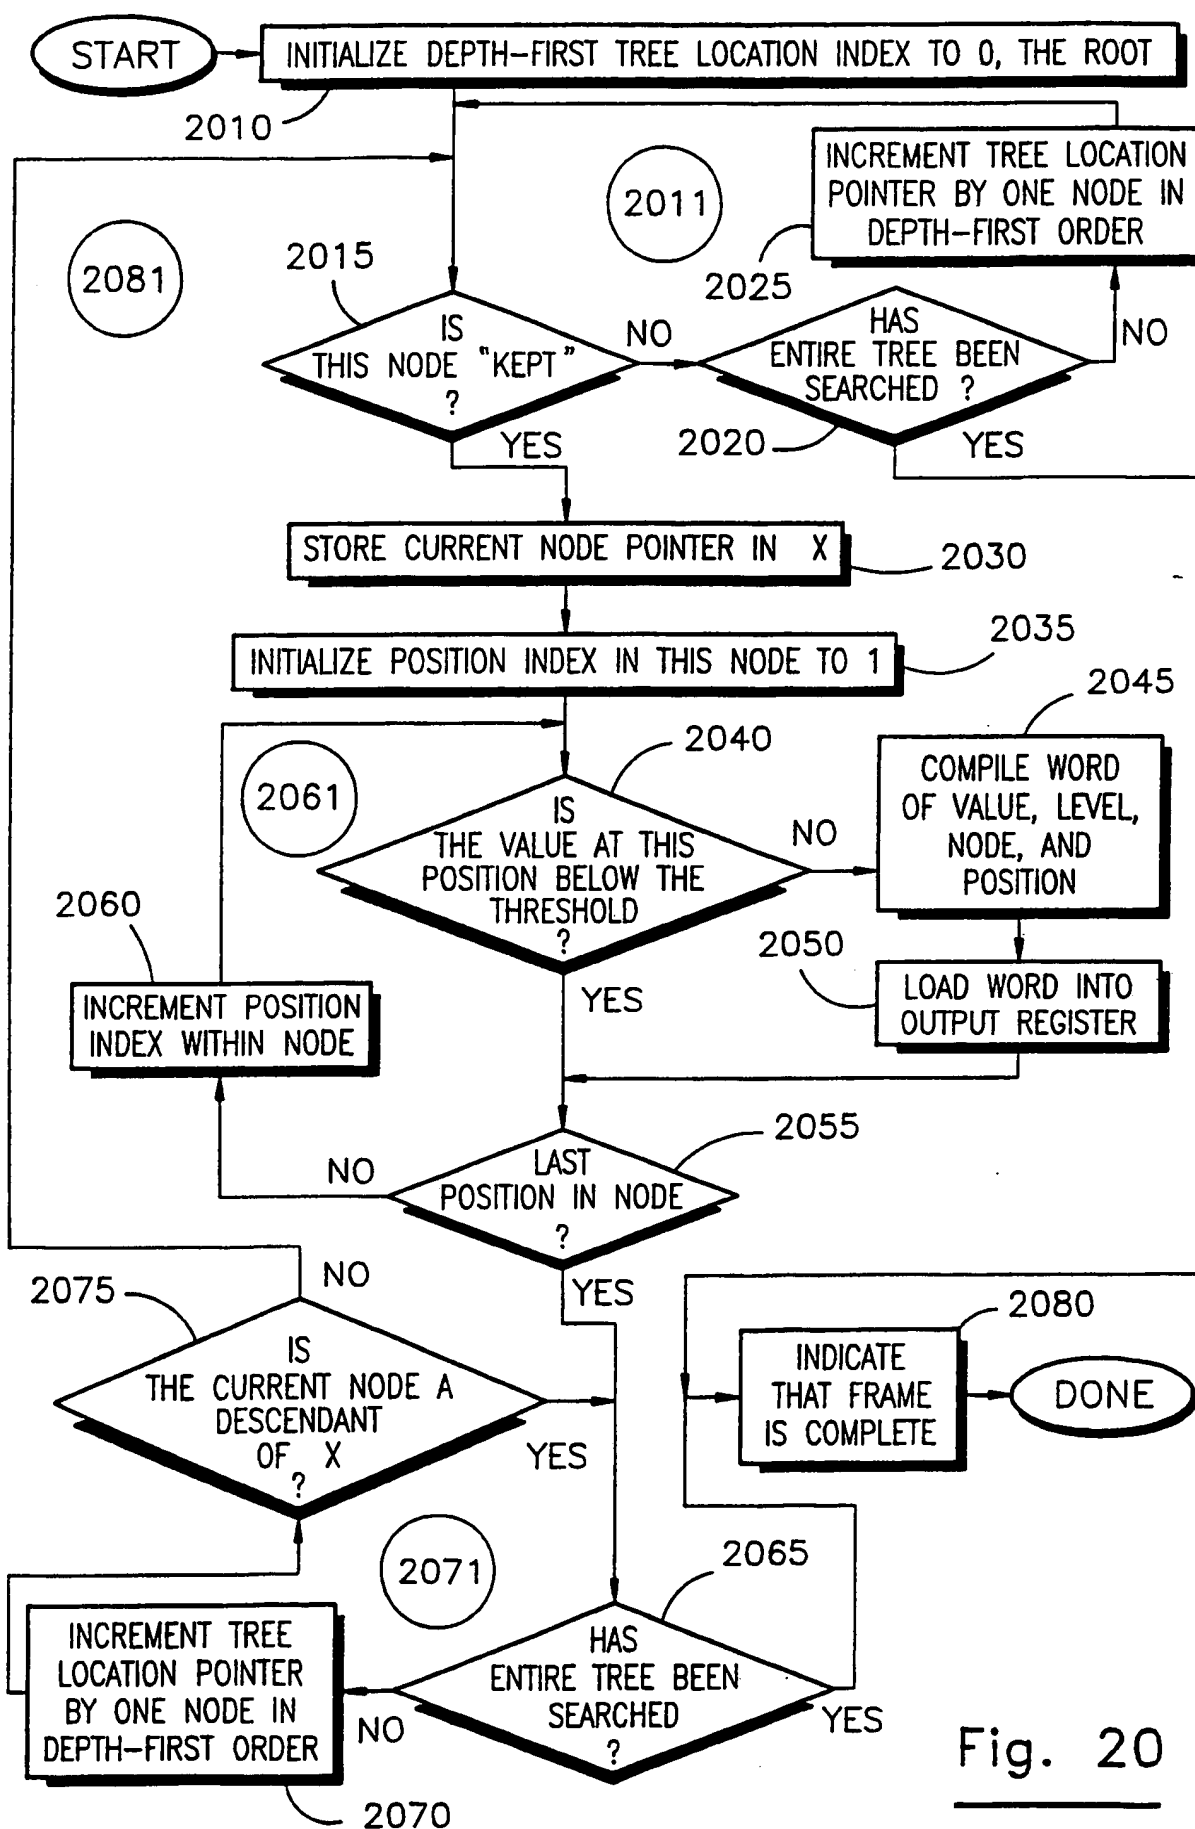 START
INITIALIZE DEPTH-FIRST TREE LOCATION INDEX TO 0, THE ROOT
2010
INCREMENT TREE LOCATION
POINTER BY ONE NODE IN
DEPTH-FIRST ORDER
2011
2025
2081
2015
IS
THIS NODE "KEPT"
?
NO
HAS
ENTIRE TREE BEEN
SEARCHED ?
NO
2020
YES
YES
STORE CURRENT NODE POINTER IN X
2030
INITIALIZE POSITION INDEX IN THIS NODE TO 1
2035
2045
2040
2061
IS
THE VALUE AT THIS
POSITION BELOW THE
THRESHOLD
?
NO
COMPILE WORD
OF VALUE, LEVEL,
NODE, AND
POSITION
2060
2050
YES
INCREMENT POSITION
INDEX WITHIN NODE
LOAD WORD INTO
OUTPUT REGISTER
2055
NO
LAST
POSITION IN NODE
?
YES
NO
2075
IS
THE CURRENT NODE A
DESCENDANT
OF X
?
YES
2080
INDICATE
THAT FRAME
IS COMPLETE
DONE
2071
2065
HAS
ENTIRE TREE BEEN
SEARCHED
?
YES
NO
INCREMENT TREE
LOCATION POINTER
BY ONE NODE IN
DEPTH-FIRST ORDER
2070
Fig. 20